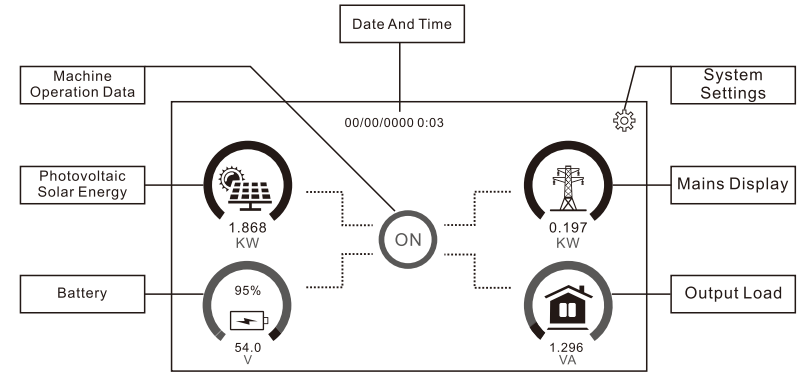 Date And Time
Machine
Operation Data
System
Settings
00/00/0000 0:03
Photovoltaic
Solar Energy
1.868
KW
ON
0.197
KW
Mains Display
Battery
95%
54.0
V
1.296
VA
Output Load